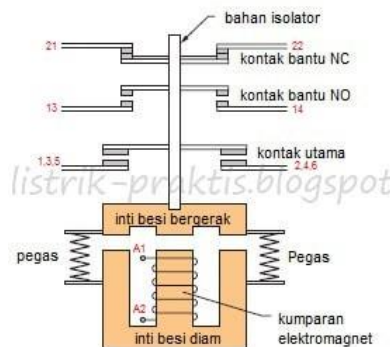 bahan isolator
21
22
kontak bantu NC
kontak bantu NO
13
14
kontak utama
1,3,5
2,4,6
listrik-praktis.blogspot
inti besi bergerak
pegas
A1
Pegas
A2
kumparan
elektromagnet
inti besi diam